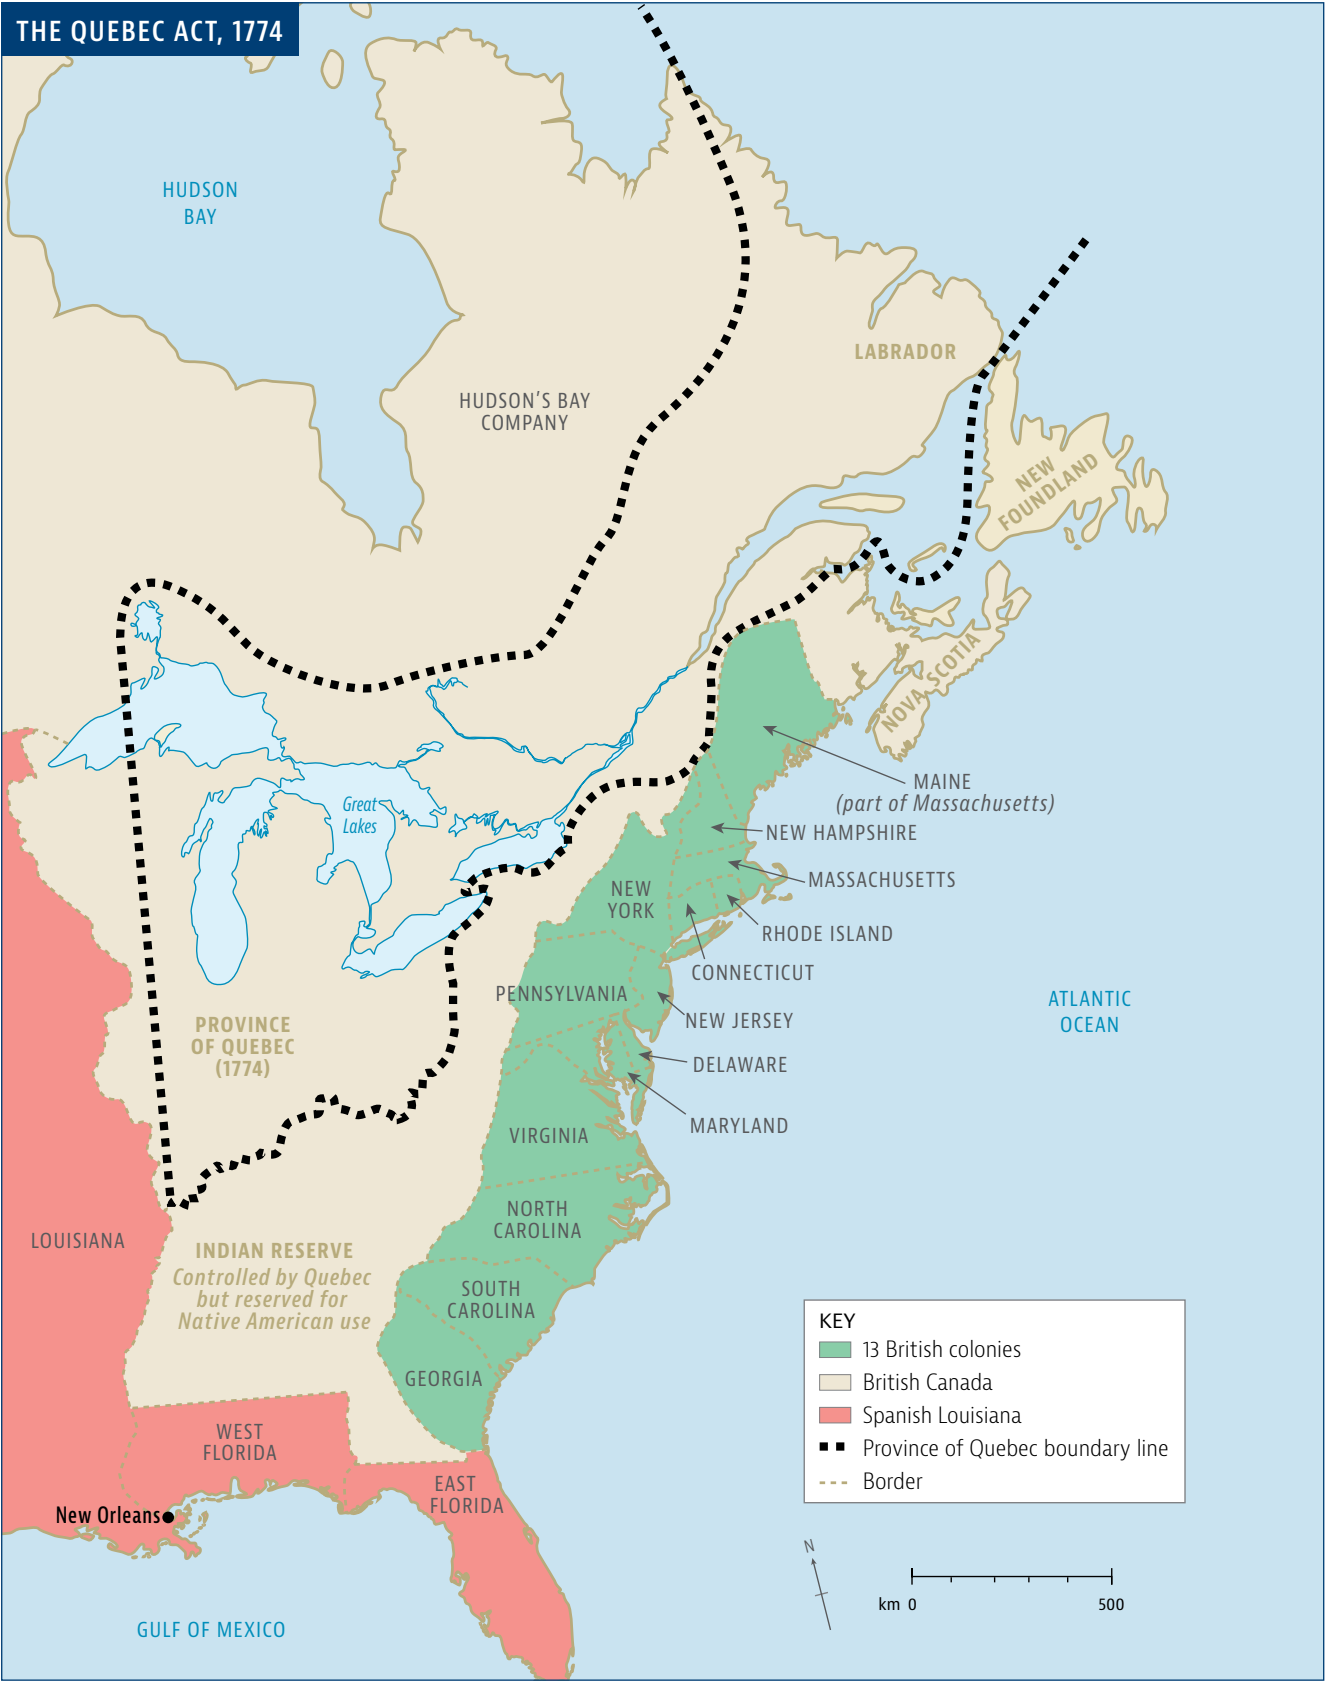 THE QUEBEC ACT, 1774
HUDSON
BAY
HUDSON'S BAY
COMPANY
LABRADOR
NEW
FOUNDLAND
NOVA SCOTIA
Great
Lakes
MAINE
(part of Massachusetts)
NEW HAMPSHIRE
MASSACHUSETTS
NEW
YORK
RHODE ISLAND
CONNECTICUT
PENNSYLVANIA
NEW JERSEY
ATLANTIC
OCEAN
PROVINCE
OF QUEBEC
(1774)
DELAWARE
MARYLAND
VIRGINIA
NORTH
CAROLINA
LOUISIANA
INDIAN RESERVE
Controlled by Quebec
but reserved for
Native American use
SOUTH
CAROLINA
GEORGIA
WEST
FLORIDA
EAST
FLORIDA
New Orleans
GULF OF MEXICO
KEY
13 British colonies
British Canada
Spanish Louisiana
Province of Quebec boundary line
Border
N
km 0 500